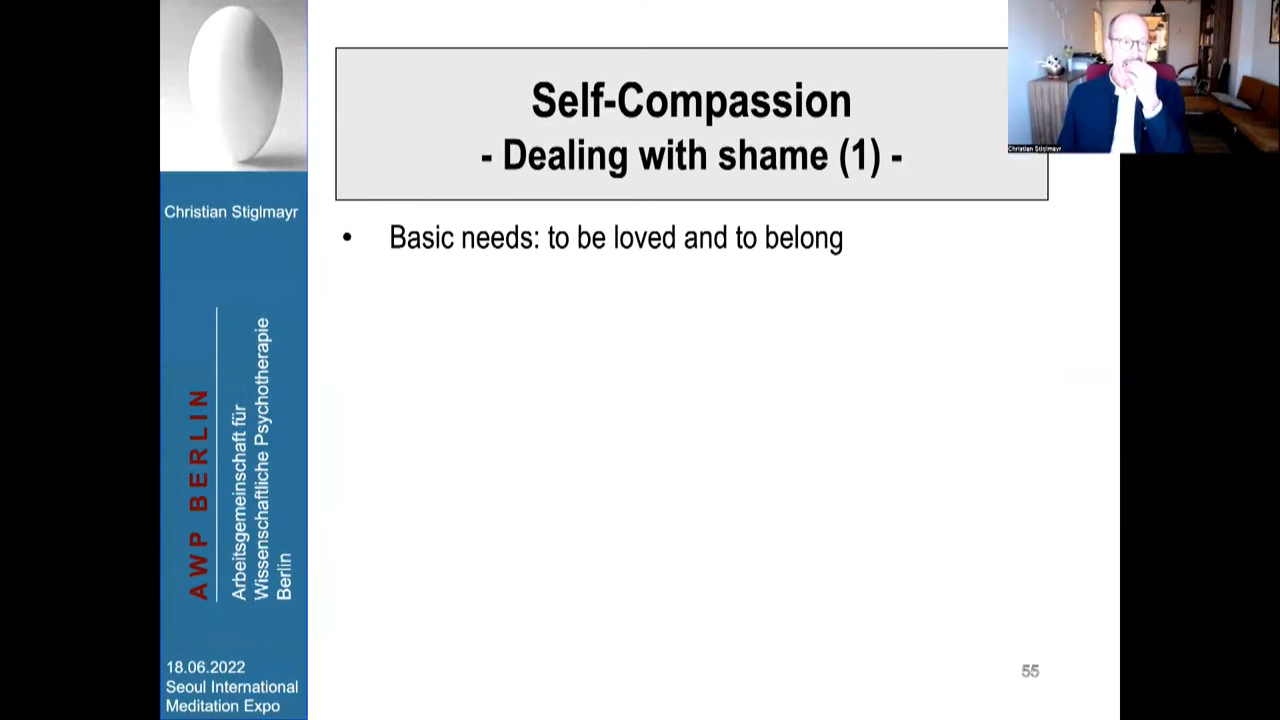 Self-Compassion
- Dealing with shame (1) -
Christian Stiglmayr
Christian Stiglmayr
• Basic needs: to be loved and to belong
AWP BERLIN
Arbeitsgemeinschaft für
Wissenschaftliche Psychotherapie
Berlin
18.06.2022
Seoul International
Meditation Expo
55